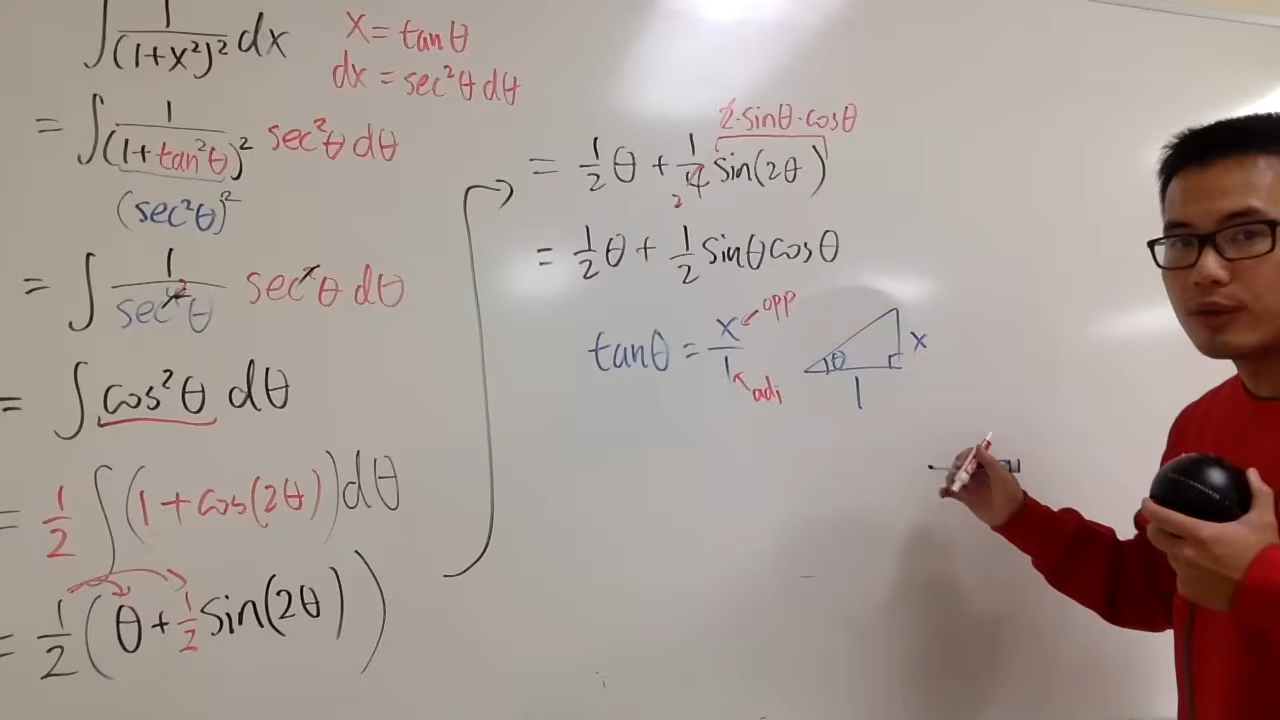 ∫ 1/(1+x²)² dx
x = tanθ
dx = sec²θ dθ
= ∫ 1/(1+tan²θ)² sec²θ dθ
(sec²θ)²
= ∫ 1/sec⁴θ sec²θ dθ
= ∫ cos²θ dθ
= 1/2 ∫ (1+cos(2θ)) dθ
= 1/2 (θ + 1/2 sin(2θ))
2·sinθ·cosθ
= 1/2 θ + 1/4 sin(2θ)
2
= 1/2 θ + 1/2 sinθcosθ
tanθ = x/1
opp
adj
θ
x
1